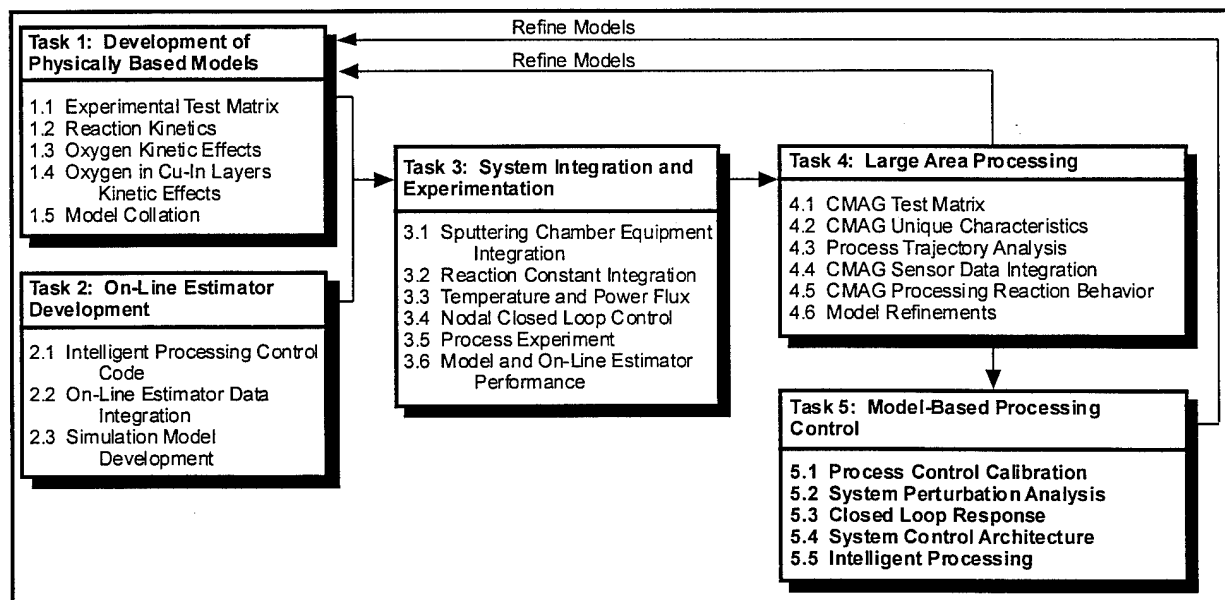 Refine Models
Refine Models
Task 1: Development of
Physically Based Models
1.1 Experimental Test Matrix
1.2 Reaction Kinetics
1.3 Oxygen Kinetic Effects
1.4 Oxygen in Cu-In Layers
Kinetic Effects
1.5 Model Collation
Task 2: On-Line Estimator
Development
2.1 Intelligent Processing Control
Code
2.2 On-Line Estimator Data
Integration
2.3 Simulation Model
Development
Task 3: System Integration and
Experimentation
3.1 Sputtering Chamber Equipment
Integration
3.2 Reaction Constant Integration
3.3 Temperature and Power Flux
3.4 Nodal Closed Loop Control
3.5 Process Experiment
3.6 Model and On-Line Estimator
Performance
Task 4: Large Area Processing
4.1 CMAG Test Matrix
4.2 CMAG Unique Characteristics
4.3 Process Trajectory Analysis
4.4 CMAG Sensor Data Integration
4.5 CMAG Processing Reaction Behavior
4.6 Model Refinements
Task 5: Model-Based Processing
Control
5.1 Process Control Calibration
5.2 System Perturbation Analysis
5.3 Closed Loop Response
5.4 System Control Architecture
5.5 Intelligent Processing